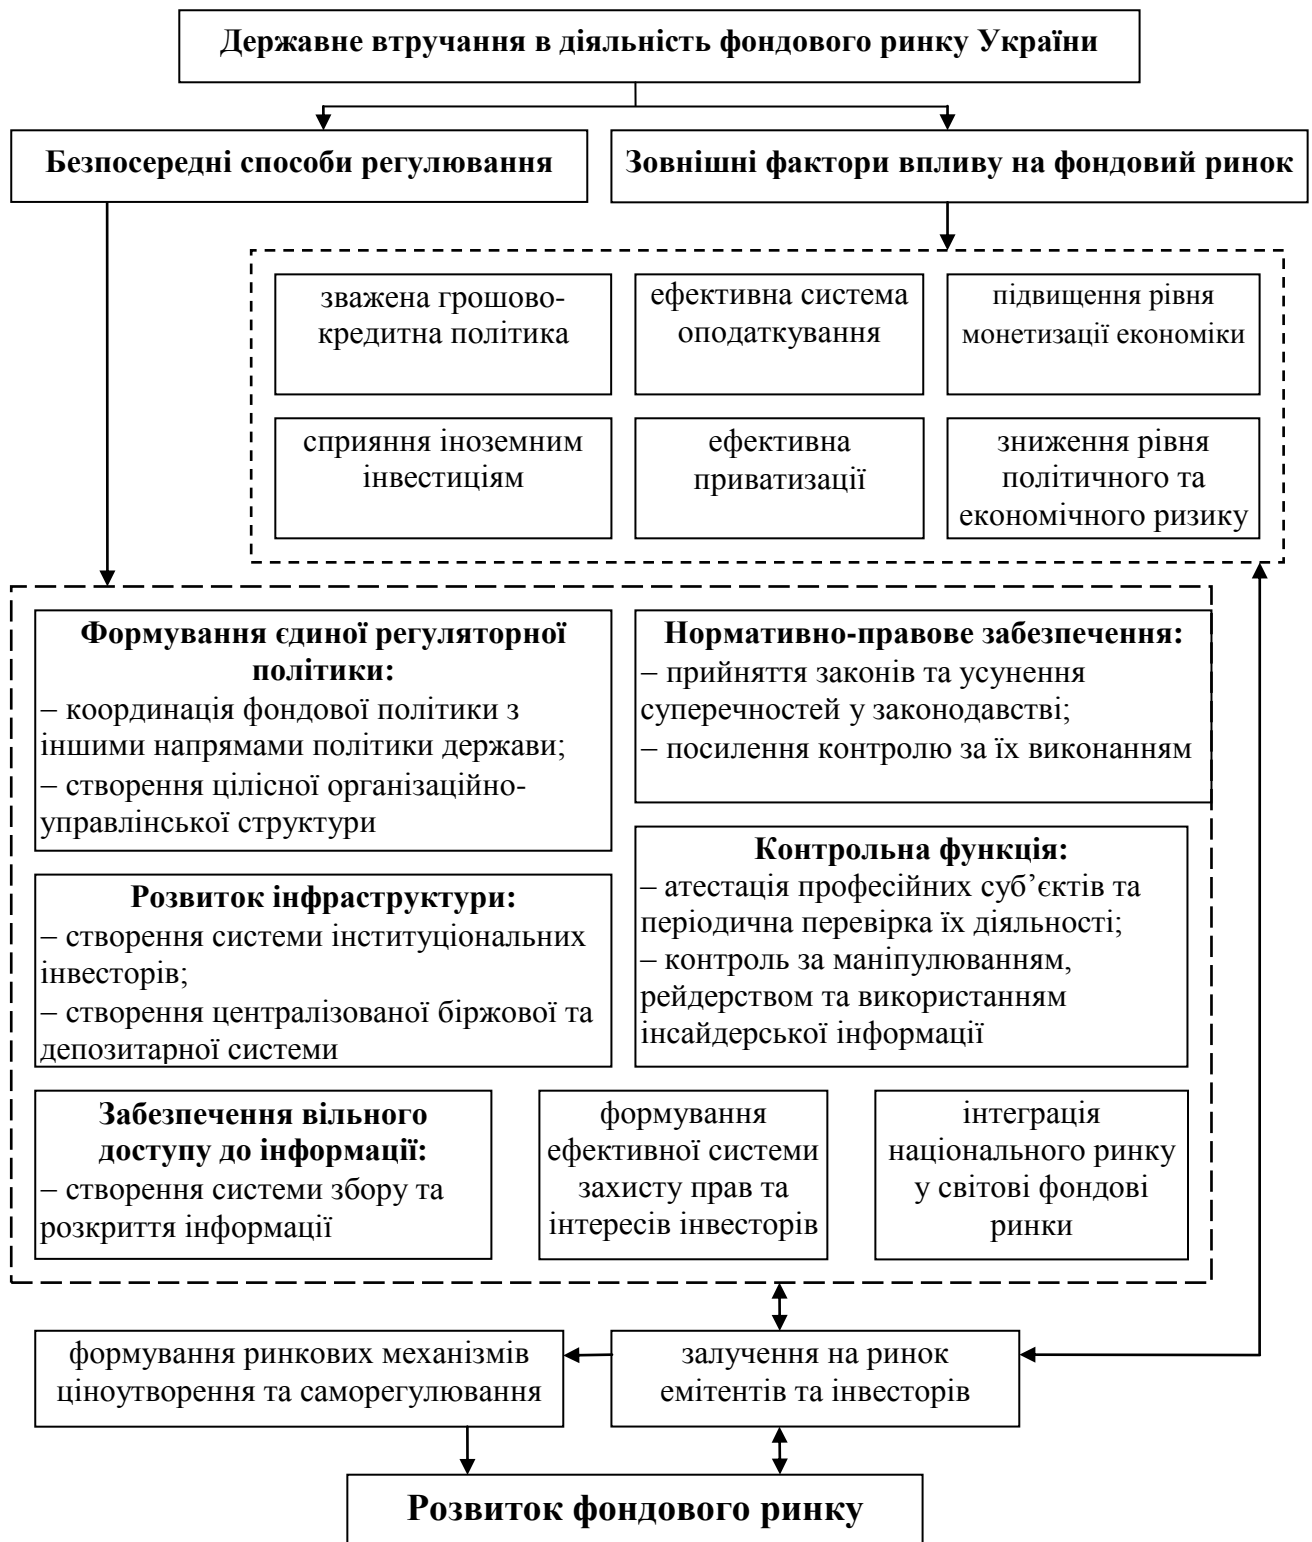 Державне втручання в діяльність фондового ринку України
Безпосередні способи регулювання
Зовнішні фактори впливу на фондовий ринок
зважена грошово-
кредитна політика
ефективна система
оподаткування
підвищення рівня
монетизації економіки
сприяння іноземним
інвестиціям
ефективна
приватизації
зниження рівня
політичного та
економічного ризику
Формування єдиної регуляторної
політики:
– координація фондової політики з
іншими напрямами політики держави;
– створення цілісної організаційно-
управлінської структури
Нормативно-правове забезпечення:
– прийняття законів та усунення
суперечностей у законодавстві;
– посилення контролю за їх виконанням
Розвиток інфраструктури:
– створення системи інституціональних
інвесторів;
– створення централізованої біржової та
депозитарної системи
Контрольна функція:
– атестація професійних суб’єктів та
періодична перевірка їх діяльності;
– контроль за маніпулюванням,
рейдерством та використанням
інсайдерської інформації
Забезпечення вільного
доступу до інформації:
– створення системи збору та
розкриття інформації
формування
ефективної системи
захисту прав та
інтересів інвесторів
інтеграція
національного ринку
у світові фондові
ринки
формування ринкових механізмів
ціноутворення та саморегулювання
залучення на ринок
емітентів та інвесторів
Розвиток фондового ринку